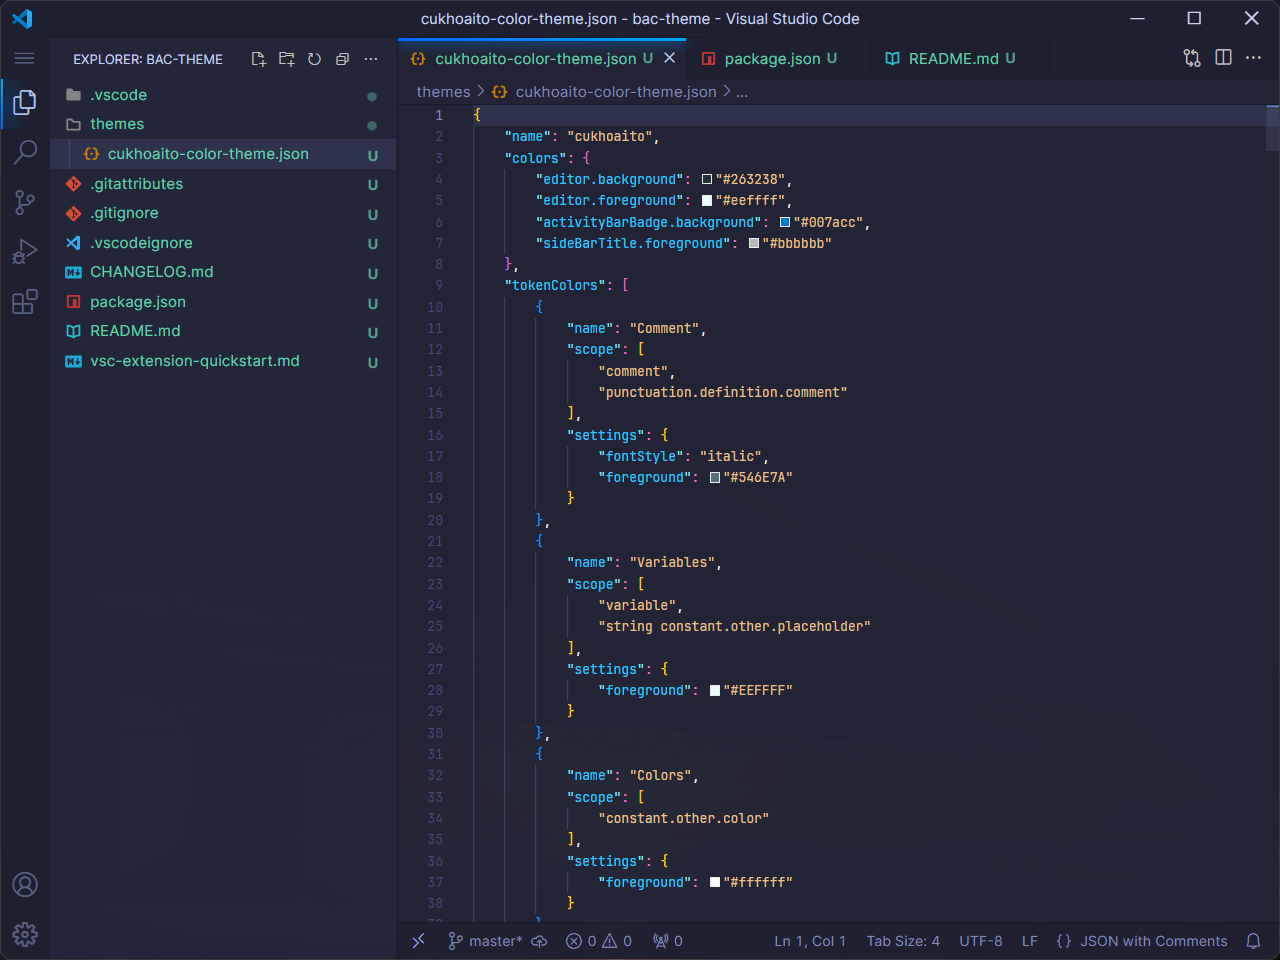 cukhoaito-color-theme.json - bac-theme - Visual Studio Code
EXPLORER: BAC-THEME
.vscode
themes
cukhoaito-color-theme.json U
.gitattributes U
.gitignore U
.vscodeignore U
CHANGELOG.md U
package.json U
README.md U
vsc-extension-quickstart.md U
cukhoaito-color-theme.json U
package.json U
README.md U
themes > cukhoaito-color-theme.json > ...
1 {
2 "name": "cukhoaito",
3 "colors": {
4 "editor.background": "#263238",
5 "editor.foreground": "#eeffff",
6 "activityBarBadge.background": "#007acc",
7 "sideBarTitle.foreground": "#bbbbbb"
8 },
9 "tokenColors": [
10 {
11 "name": "Comment",
12 "scope": [
13 "comment",
14 "punctuation.definition.comment"
15 ],
16 "settings": {
17 "fontStyle": "italic",
18 "foreground": "#546E7A"
19 }
20 },
21 {
22 "name": "Variables",
23 "scope": [
24 "variable",
25 "string constant.other.placeholder"
26 ],
27 "settings": {
28 "foreground": "#EEFFFF"
29 }
30 },
31 {
32 "name": "Colors",
33 "scope": [
34 "constant.other.color"
35 ],
36 "settings": {
37 "foreground": "#ffffff"
38 }
master* 0 0 0 Ln 1, Col 1 Tab Size: 4 UTF-8 LF {} JSON with Comments